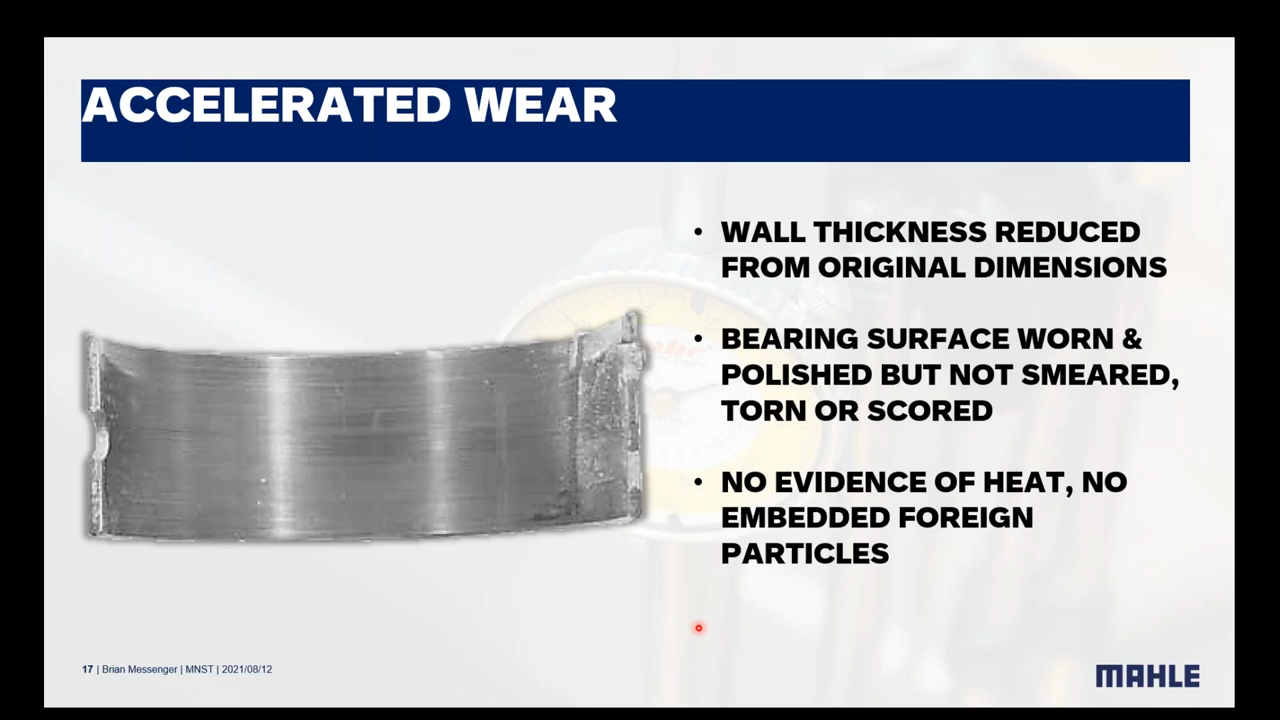 ACCELERATED WEAR
• WALL THICKNESS REDUCED
FROM ORIGINAL DIMENSIONS
• BEARING SURFACE WORN &
POLISHED BUT NOT SMEARED,
TORN OR SCORED
• NO EVIDENCE OF HEAT, NO
EMBEDDED FOREIGN
PARTICLES
17 | Brian Messenger | MNST | 2021/08/12
MAHLE